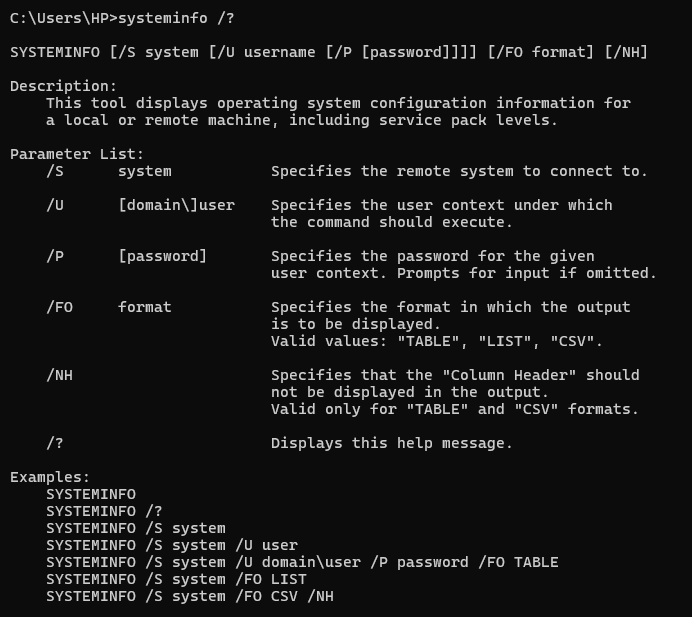 C:\Users\HP>systeminfo /?
SYSTEMINFO [/S system [/U username [/P [password]]]] [/FO format] [/NH]
Description:
    This tool displays operating system configuration information for
    a local or remote machine, including service pack levels.
Parameter List:
    /S      system           Specifies the remote system to connect to.
    /U      [domain\]user    Specifies the user context under which
                             the command should execute.
    /P      [password]       Specifies the password for the given
                             user context. Prompts for input if omitted.
    /FO     format           Specifies the format in which the output
                             is to be displayed.
                             Valid values: "TABLE", "LIST", "CSV".
    /NH                      Specifies that the "Column Header" should
                             not be displayed in the output.
                             Valid only for "TABLE" and "CSV" formats.
    /?                       Displays this help message.
Examples:
    SYSTEMINFO
    SYSTEMINFO /?
    SYSTEMINFO /S system
    SYSTEMINFO /S system /U user
    SYSTEMINFO /S system /U domain\user /P password /FO TABLE
    SYSTEMINFO /S system /FO LIST
    SYSTEMINFO /S system /FO CSV /NH